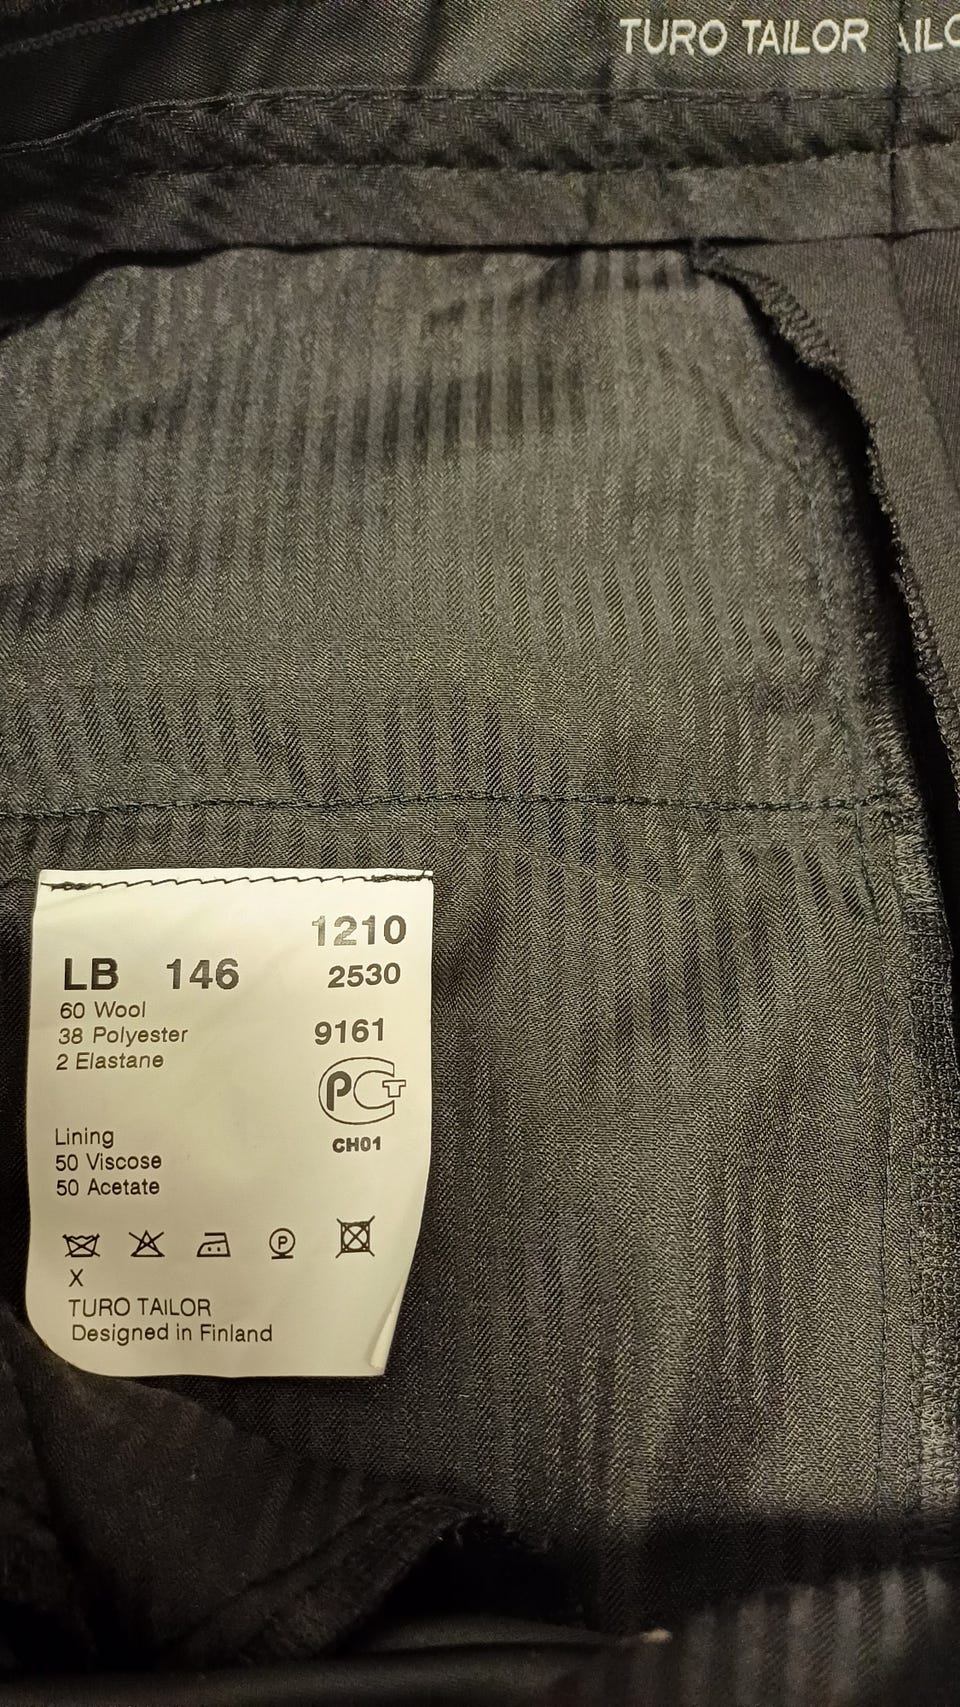 TURO TAILOR
1210
LB 146 2530
60 Wool
38 Polyester 9161
2 Elastane
PCT
Lining CH01
50 Viscose
50 Acetate
P
X
TURO TAILOR
Designed in Finland